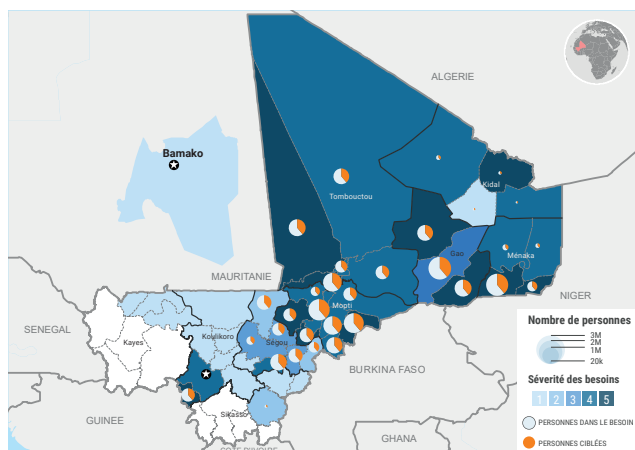 ALGERIE
Bamako
Kidal
Tombouctou
Gao
Ménaka
MAURITANIE
NIGER
Mopti
SENEGAL
Kayes
Koulikoro
Ségou
BURKINA FASO
GUINEE
Sikasso
GHANA
COTE D'IVOIRE
Nombre de personnes
3M
2M
1M
20k
Sévérité des besoins
1 2 3 4 5
PERSONNES DANS LE BESOIN
PERSONNES CIBLÉES